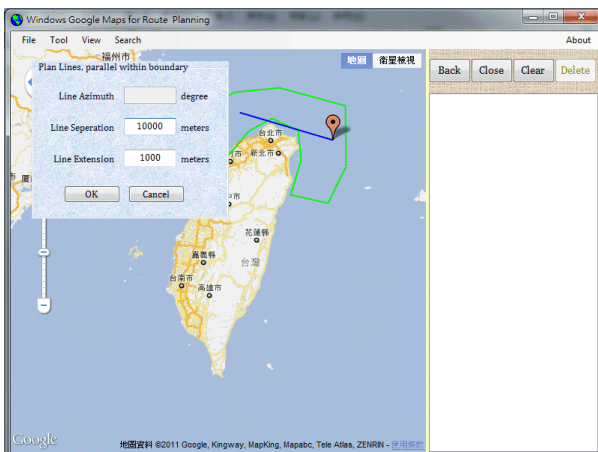 Windows Google Maps for Route Planning
File Tool View Search About
福州市
Plan Lines, parallel within boundary
Line Azimuth degree
Line Seperation 10000 meters
Line Extension 1000 meters
OK Cancel
地圖 衛星檢視
Back Close Clear Delete
台北市
新北市
花蓮縣
嘉義縣
台灣
台南市
高雄市
Google
地圖資料 ©2011 Google, Kingway, MapKing, Mapabc, Tele Atlas, ZENRIN - 使用條款